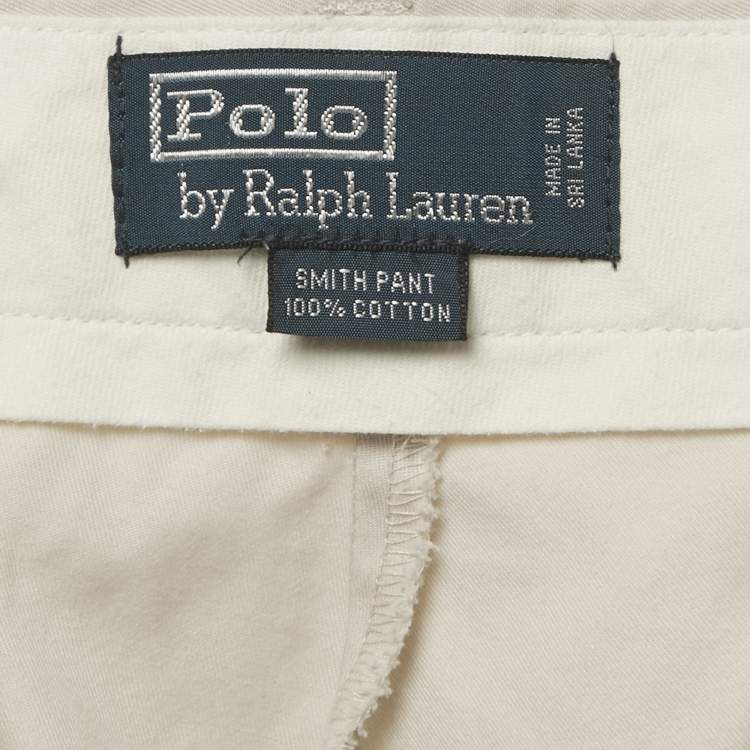 Polo
by Ralph Lauren
MADE IN
SRI LANKA
SMITH PANT
100% COTTON